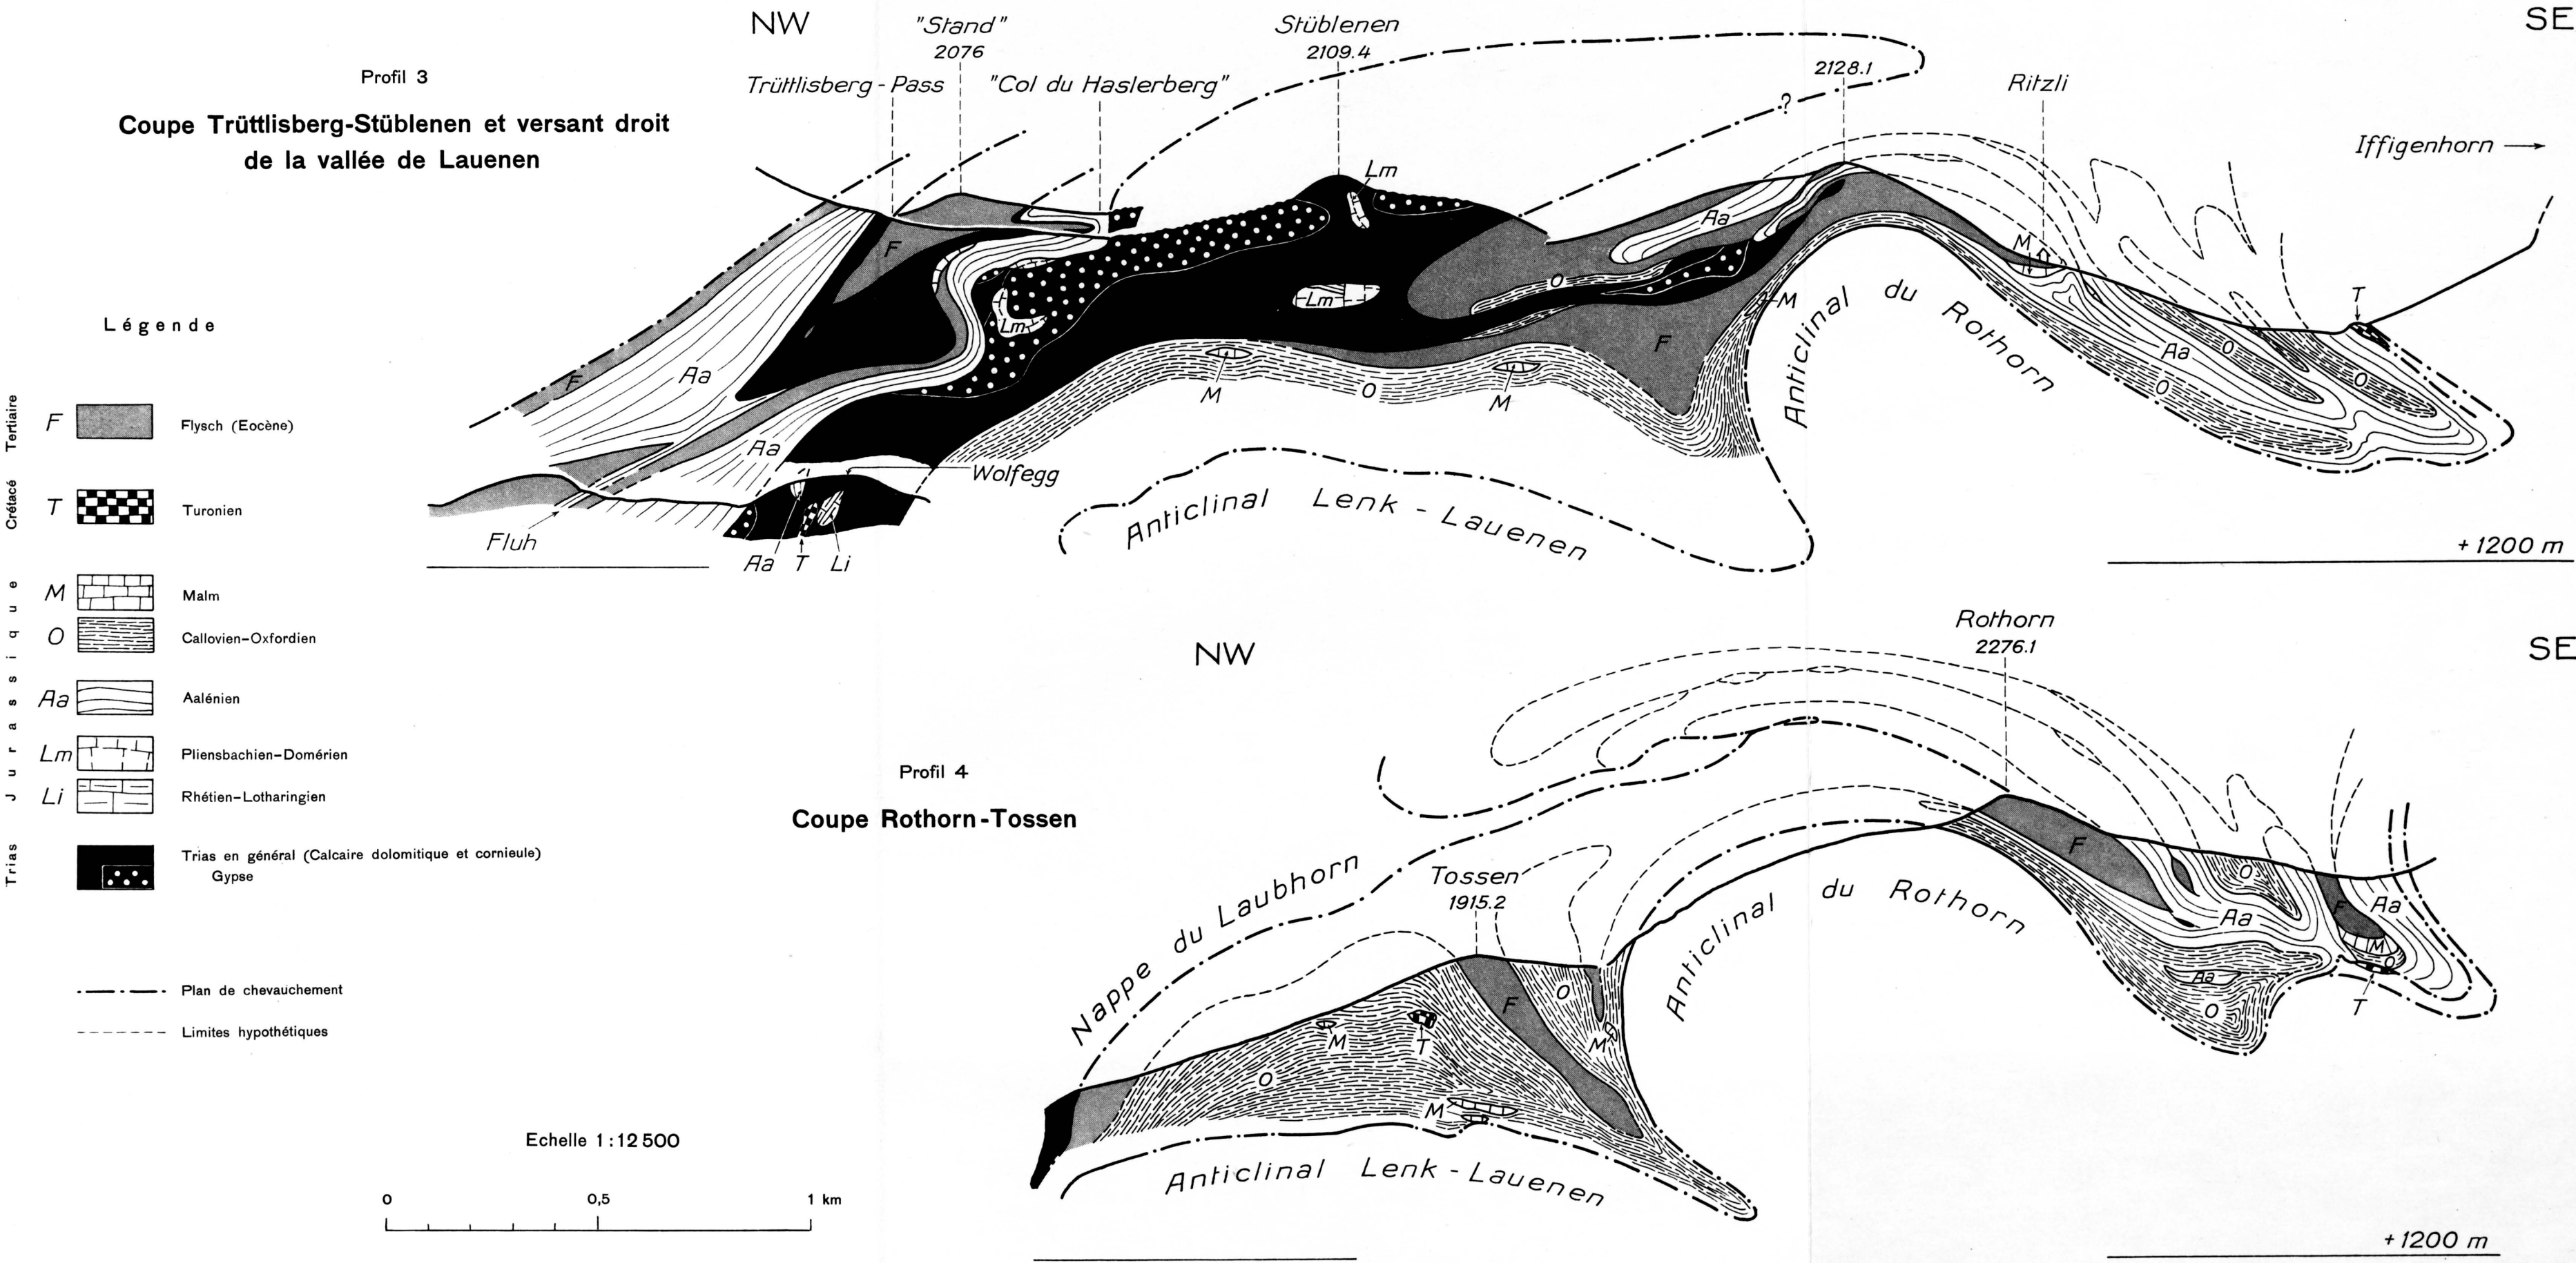 NW
SE
"Stand"
2076
Stüblenen
2109.4
2128.1
Ritzli
Iffigenhorn
Trüttlisberg-Pass
"Col du Haslerberg"
Profil 3
Coupe Trüttlisberg-Stüblenen et versant droit
de la vallée de Lauenen
Lm
?
Aa
M
F
O
T
Lm
Lm
M
Aa
F
Aa
O
O
O
F
M
O
M
Aa
Wolfegg
Fluh
Aa
T
Li
Anticlinal du Rothorn
Anticlinal Lenk - Lauenen
+ 1200 m
Légende
Tertiaire
F
Flysch (Eocène)
Crétacé
T
Turonien
Jurassique
M
Malm
O
Callovien-Oxfordien
Aa
Aalénien
Lm
Pliensbachien-Domérien
Li
Rhétien-Lotharingien
Trias
Trias en général (Calcaire dolomitique et cornieule)
Gypse
Plan de chevauchement
Limites hypothétiques
Echelle 1:12 500
0
0,5
1 km
NW
SE
Rothorn
2276.1
Profil 4
Coupe Rothorn-Tossen
Nappe du Laubhorn
Tossen
1915.2
Anticlinal du Rothorn
F
O
Aa
F
Aa
M
O
T
Aa
O
O
F
M
M
T
O
M
Anticlinal Lenk - Lauenen
+ 1200 m